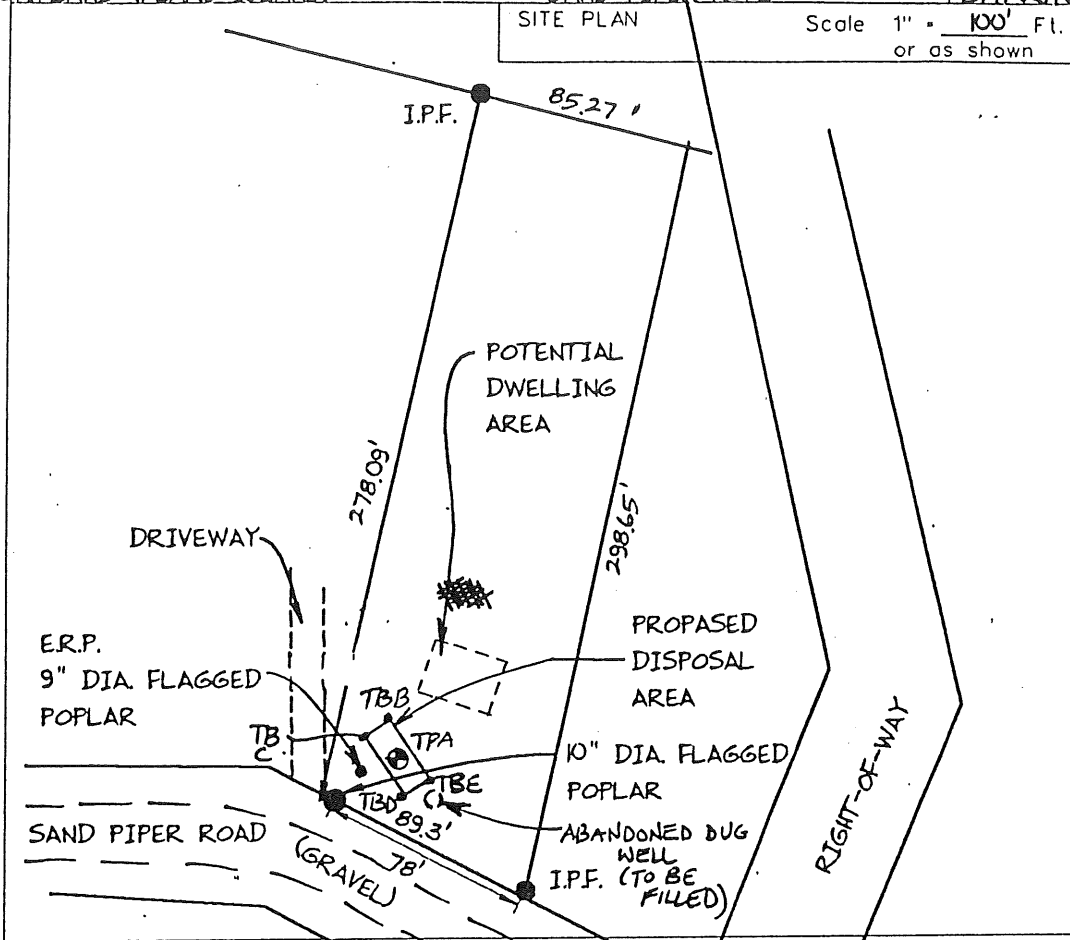 SITE PLAN
Scale 1" = 100' Ft.
or as shown
I.P.F.
85.27'
POTENTIAL
DWELLING
AREA
278.09'
298.65'
DRIVEWAY
E.R.P.
9" DIA. FLAGGED
POPLAR
PROPASED
DISPOSAL
AREA
TBB
TB
C
TPA
10" DIA. FLAGGED
POPLAR
TBE
TBD
89.3'
ABANDONED DUG
WELL
(TO BE
FILLED)
SAND PIPER ROAD
(GRAVEL)
78'
I.P.F.
RIGHT-OF-WAY